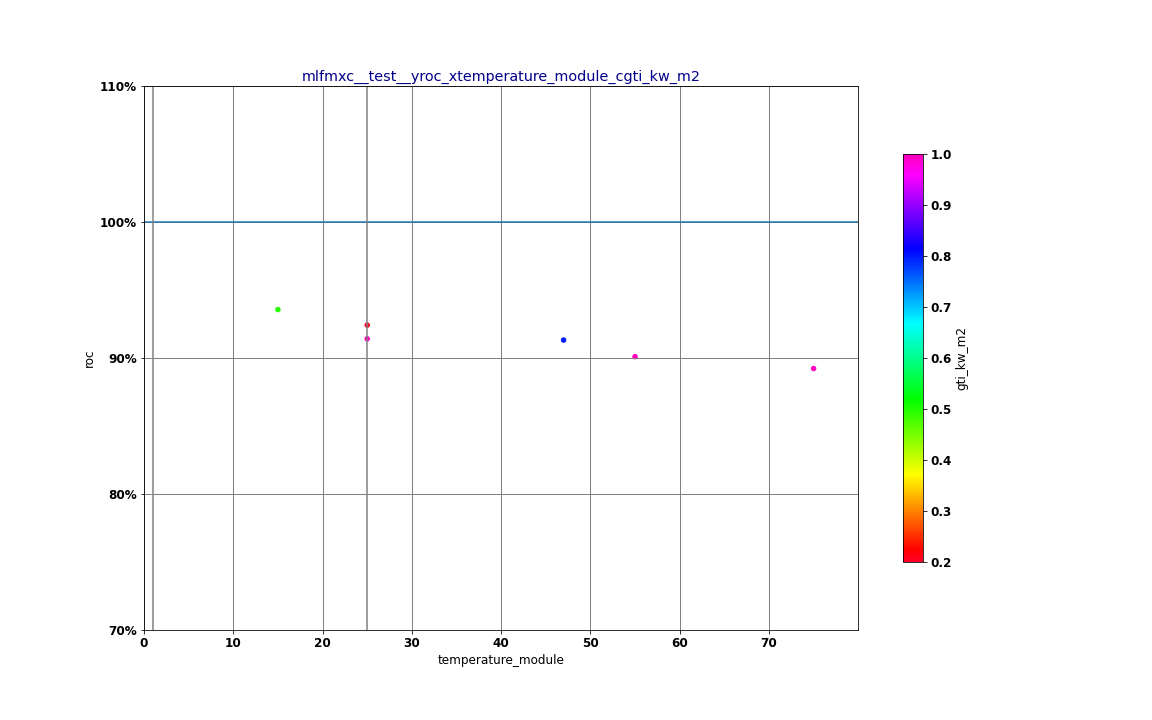 mlfmxc__test__yroc_xtemperature_module_cgti_kw_m2
110%
100%
90%
80%
70%
roc
0 10 20 30 40 50 60 70
temperature_module
1.0
0.9
0.8
0.7
0.6
0.5
0.4
0.3
0.2
gti_kw_m2